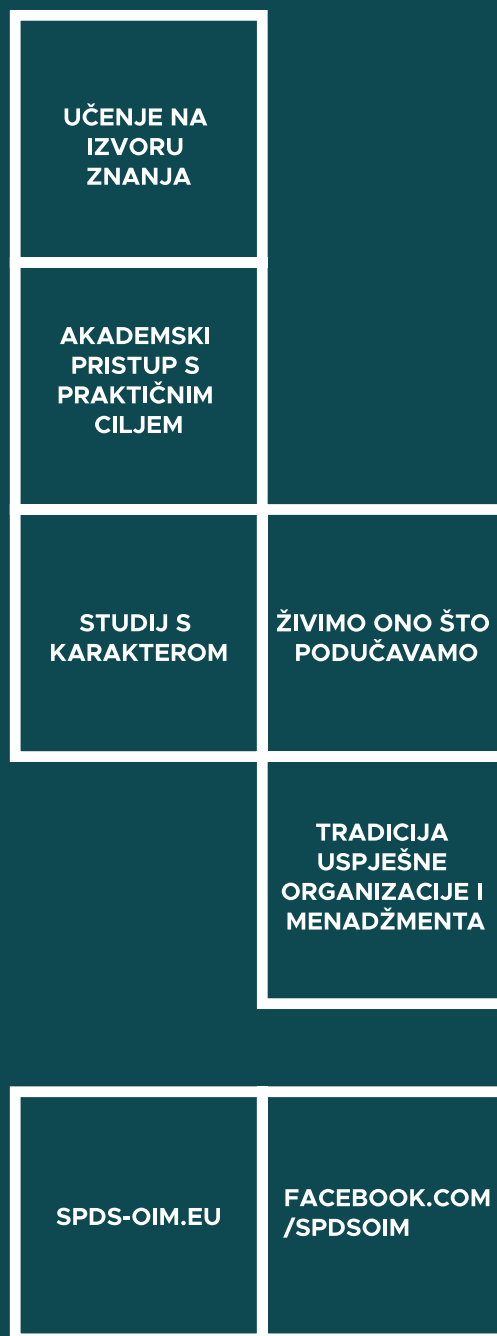 UČENJE NA
IZVORU
ZNANJA
AKADEMSKI
PRISTUP S
PRAKTIČNIM
CILJEM
STUDIJ S
KARAKTEROM
ŽIVIMO ONO ŠTO
PODUČAVAMO
TRADICIJA
USPJEŠNE
ORGANIZACIJE I
MENADŽMENTA
SPDS-OIM.EU
FACEBOOK.COM
/SPDSOIM